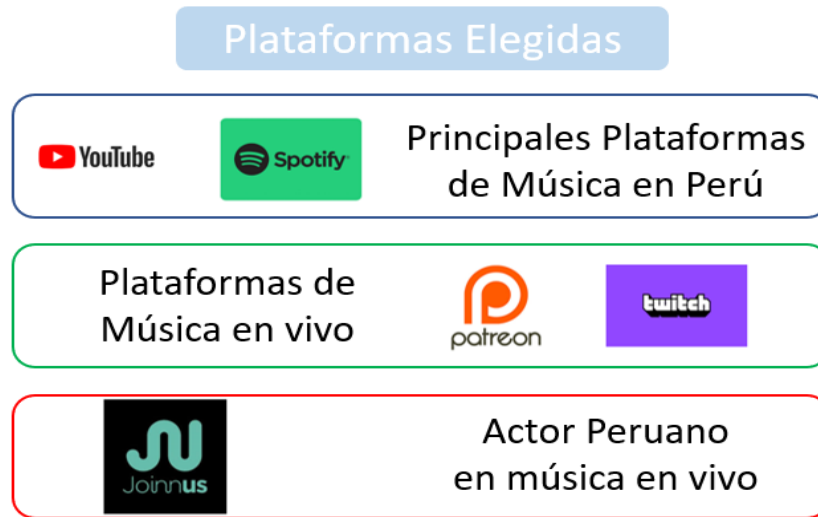 Plataformas Elegidas
YouTube
Spotify
Principales Plataformas
de Música en Perú
Plataformas de
Música en vivo
patreon
twitch
Joinnus
Actor Peruano
en música en vivo